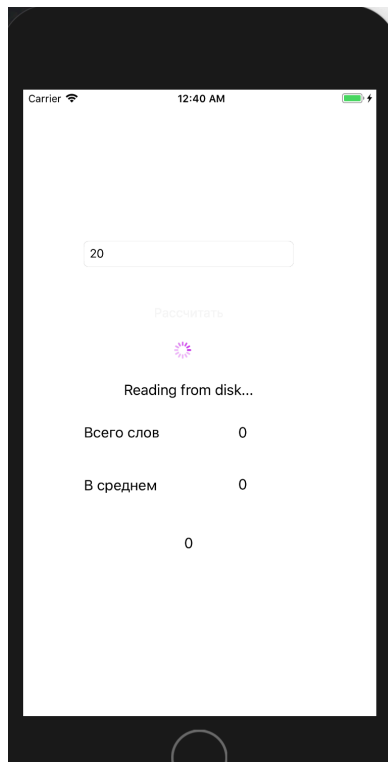 Carrier 12:40 AM
20
Рассчитать
Reading from disk...
Всего слов 0
В среднем 0
0